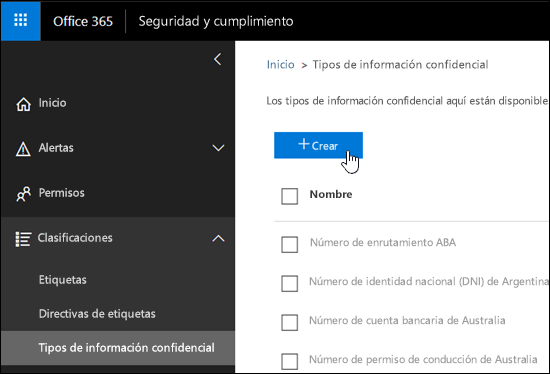 Office 365 Seguridad y cumplimiento
Inicio > Tipos de información confidencial
Los tipos de información confidencial aquí están disponible
+ Crear
Nombre
Número de enrutamiento ABA
Número de identidad nacional (DNI) de Argentina
Número de cuenta bancaria de Australia
Número de permiso de conducción de Australia
Inicio
Alertas
Permisos
Clasificaciones
Etiquetas
Directivas de etiquetas
Tipos de información confidencial